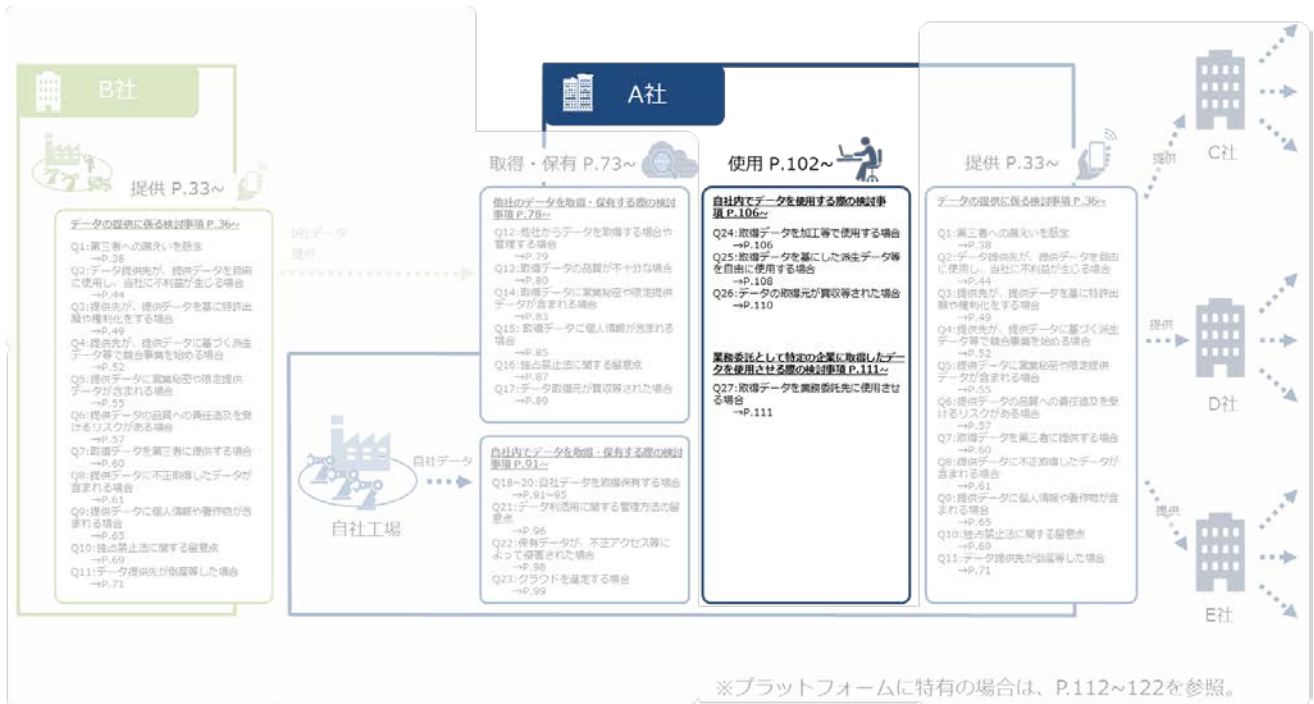 B社
提供 P.33~
データの提供に係る検討事項 P.36~
Q1:第三者への漏えいを懸念
→P.38
Q2:データ提供先が、提供データを自由
に使用し、当社に不利益が生じる場合
→P.44
Q3:提供先が、提供データを基に特許出
願や権利化をする場合
→P.49
Q4:提供先が、提供データに基づく派生
データ等で競合事業を始める場合
→P.52
Q5:提供データに営業秘密や限定提供
データが含まれる場合
→P.55
Q6:提供データの品質への責任追及を受
けるリスクがある場合
→P.57
Q7:取得データを第三者に提供する場合
→P.60
Q8:提供データに不正取得したデータが
含まれる場合
→P.61
Q9:提供データに個人情報や著作物が含
まれる場合
→P.65
Q10:独占禁止法に関する留意点
→P.69
Q11:データ提供先が倒産等した場合
→P.71
B社データ
提供
A社
取得・保有 P.73~
他社のデータを取得・保有する際の検討
事項 P.78~
Q12:他社からデータを取得する場合や
管理する場合
→P.79
Q13:取得データの品質が不十分な場合
→P.80
Q14:取得データに営業秘密や限定提供
データが含まれる場合
→P.83
Q15:取得データに個人情報が含まれる
場合
→P.85
Q16:独占禁止法に関する留意点
→P.87
Q17:データ取得元が買収等された場合
→P.89
自社工場
自社データ
自社内でデータを取得・保有する際の検討
事項 P.91~
Q18~20:自社データを取得保有する場合
→P.91~95
Q21:データ利活用に関する管理方法の留
意点
→P.96
Q22:保有データが、不正アクセス等に
よって侵害された場合
→P.98
Q23:クラウドを選定する場合
→P.99
使用 P.102~
自社内でデータを使用する際の検討事
項 P.106~
Q24:取得データを加工等で使用する場合
→P.106
Q25:取得データを基にした派生データ等
を自由に使用する場合
→P.108
Q26:データの取得元が買収等された場合
→P.110
業務委託として特定の企業に取得したデー
タを使用させる際の検討事項 P.111~
Q27:取得データを業務委託先に使用させ
る場合
→P.111
提供 P.33~
データの提供に係る検討事項 P.36~
Q1:第三者への漏えいを懸念
→P.38
Q2:データ提供先が、提供データを自由
に使用し、当社に不利益が生じる場合
→P.44
Q3:提供先が、提供データを基に特許出
願や権利化をする場合
→P.49
Q4:提供先が、提供データに基づく派生
データ等で競合事業を始める場合
→P.52
Q5:提供データに営業秘密や限定提供
データが含まれる場合
→P.55
Q6:提供データの品質への責任追及を受
けるリスクがある場合
→P.57
Q7:取得データを第三者に提供する場合
→P.60
Q8:提供データに不正取得したデータが
含まれる場合
→P.61
Q9:提供データに個人情報や著作物が含
まれる場合
→P.65
Q10:独占禁止法に関する留意点
→P.69
Q11:データ提供先が倒産等した場合
→P.71
提供
C社
提供
D社
提供
E社
※プラットフォームに特有の場合は、P.112~122を参照。